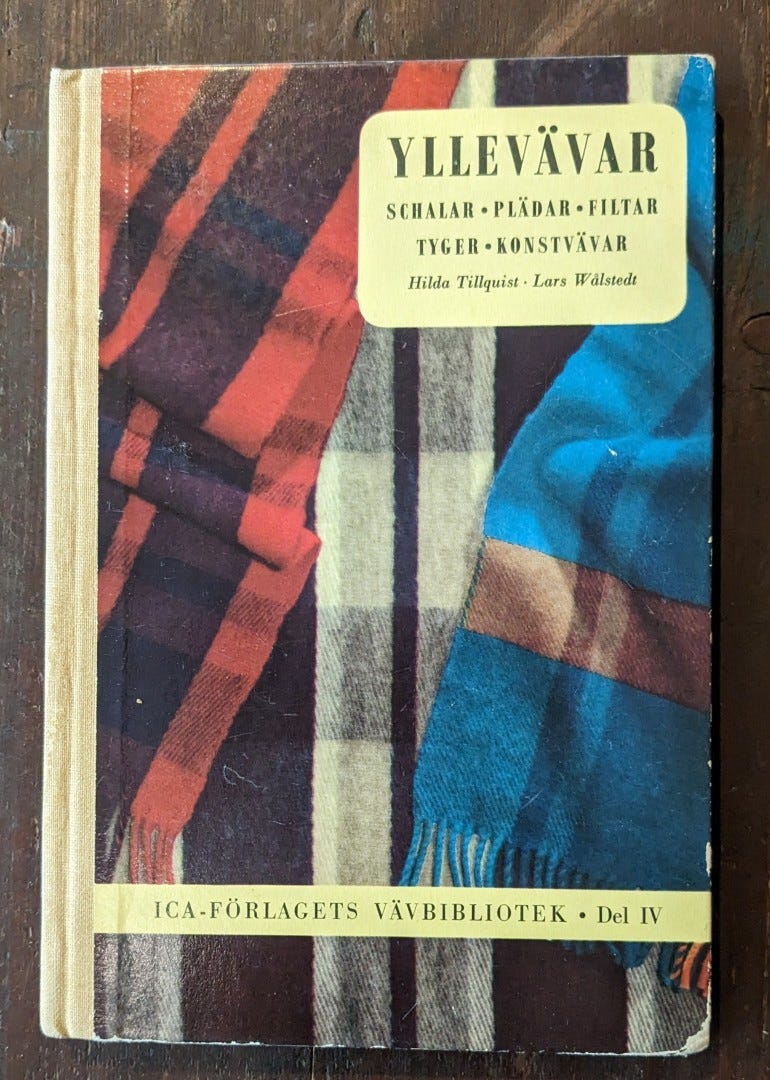 YLLEVÄVAR
SCHALAR • PLÄDAR • FILTAR
TYGER • KONSTVÄVAR
Hilda Tillquist · Lars Wålstedt
ICA-FÖRLAGETS VÄVBIBLIOTEK • Del IV